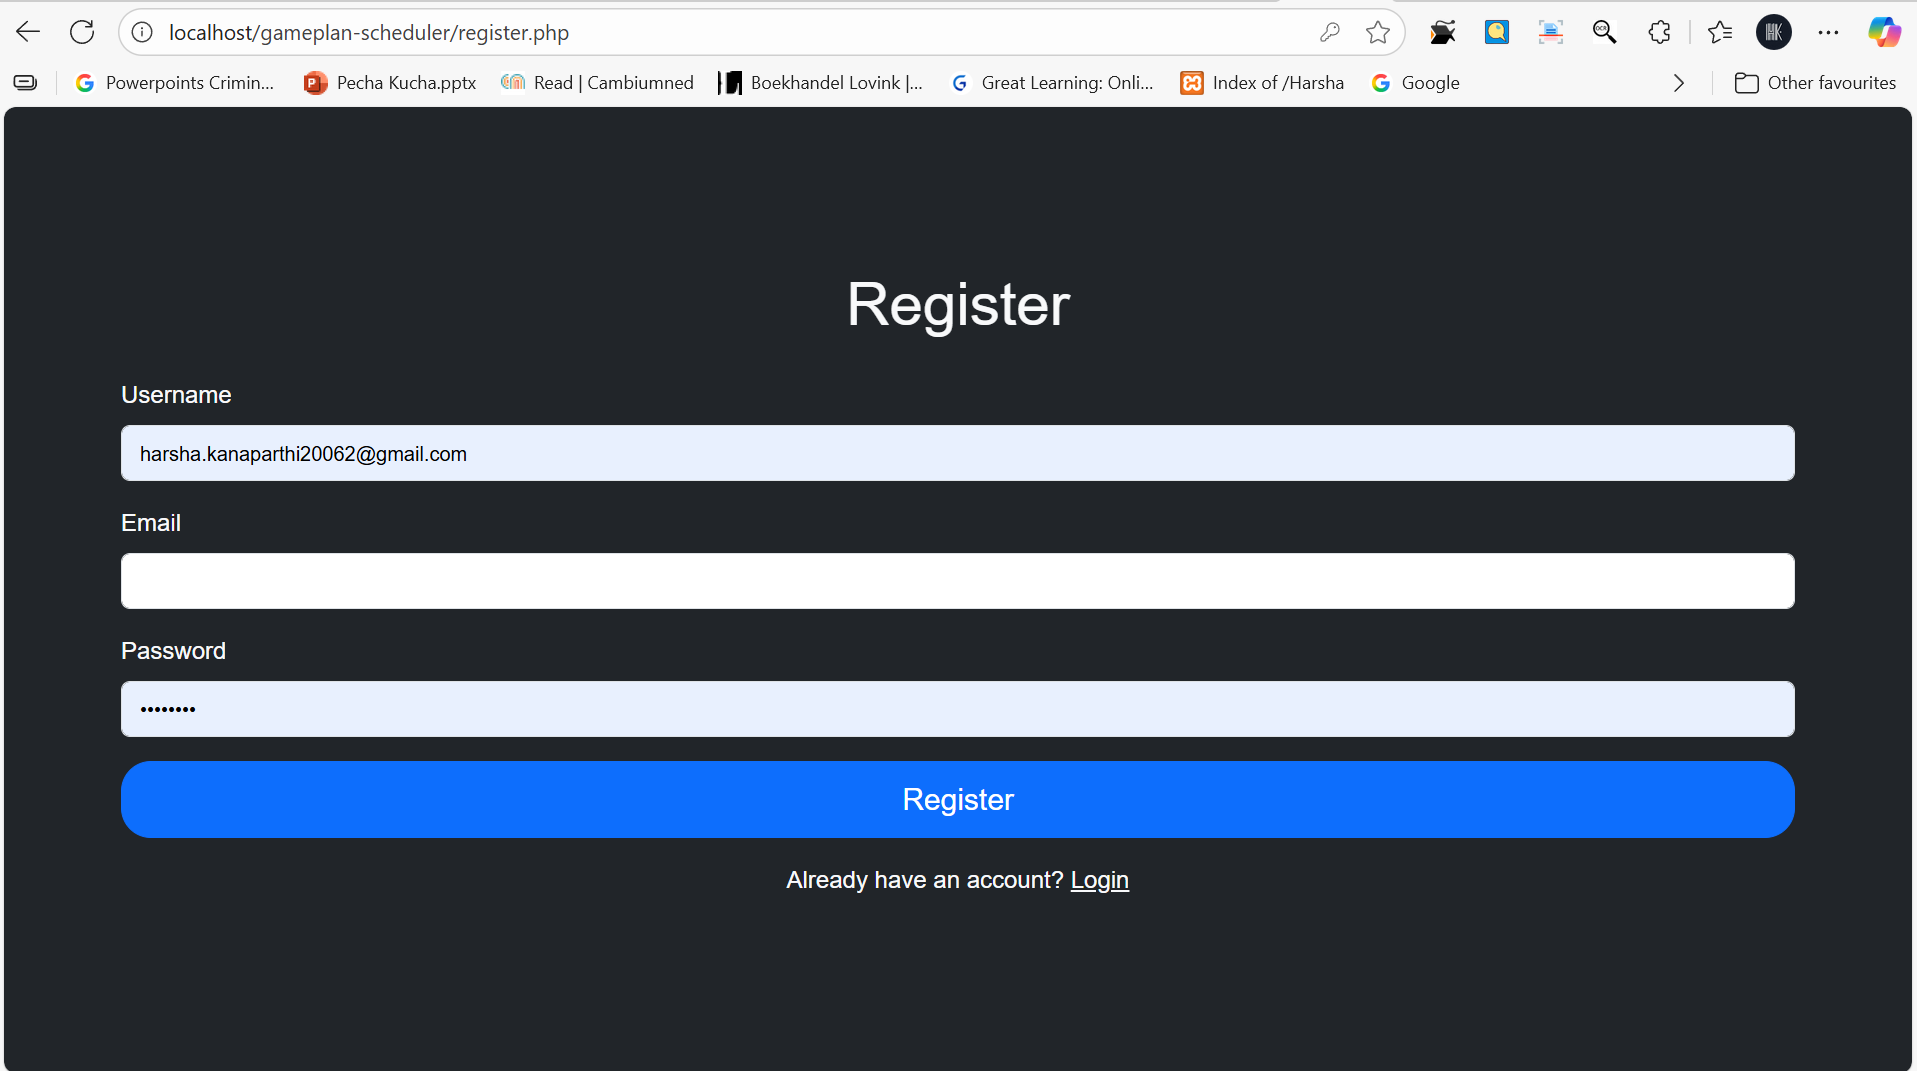 localhost/gameplan-scheduler/register.php
Powerpoints Crimin... Pecha Kucha.pptx Read | Cambiumned Boekhandel Lovink |... Great Learning: Onli... Index of /Harsha Google Other favourites
Register
Username
harsha.kanaparthi20062@gmail.com
Email
Password
••••••••
Register
Already have an account? Login